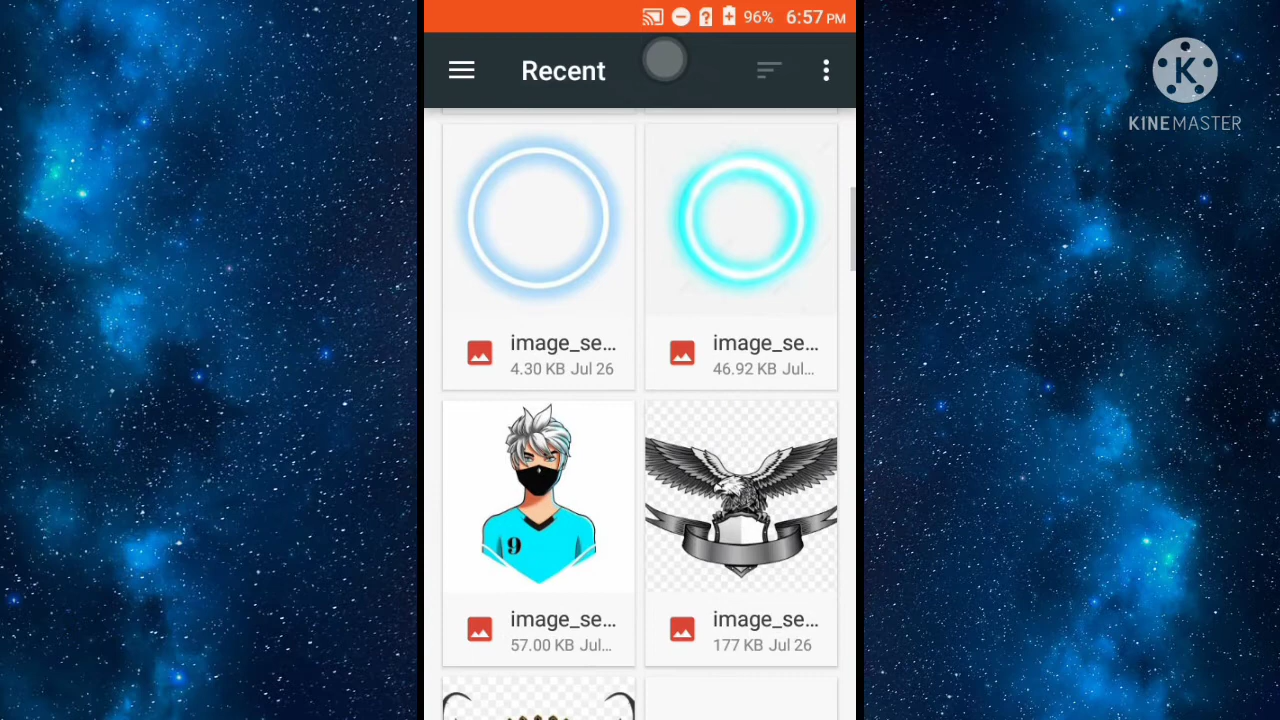 96% 6:57 PM
Recent
K
KINEMASTER
image_se...
4.30 KB Jul 26
image_se...
46.92 KB Jul...
9
image_se...
57.00 KB Jul...
image_se...
177 KB Jul 26